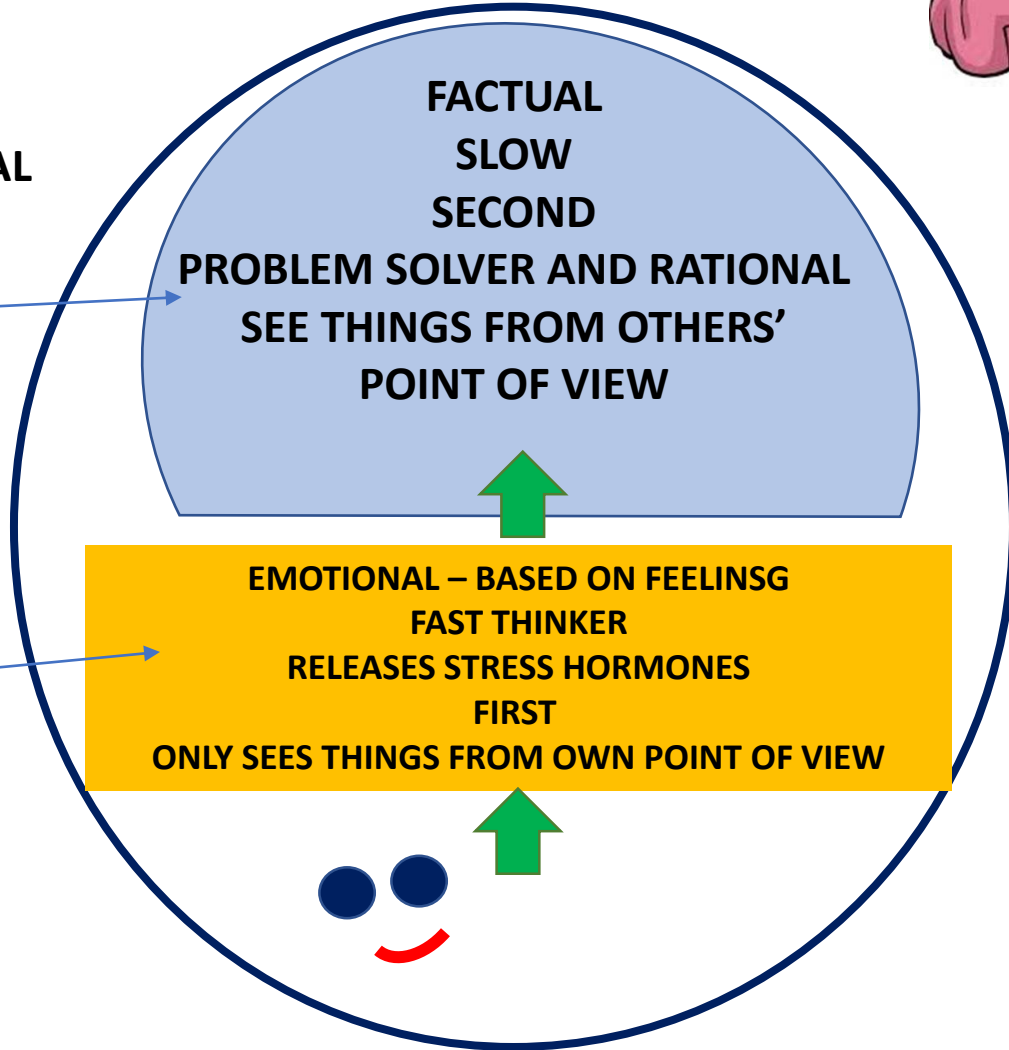 FACTUAL
SLOW
AL
SECOND
PROBLEM SOLVER AND RATIONAL
SEE THINGS FROM OTHERS’
POINT OF VIEW
EMOTIONAL – BASED ON FEELINSG
FAST THINKER
RELEASES STRESS HORMONES
FIRST
ONLY SEES THINGS FROM OWN POINT OF VIEW